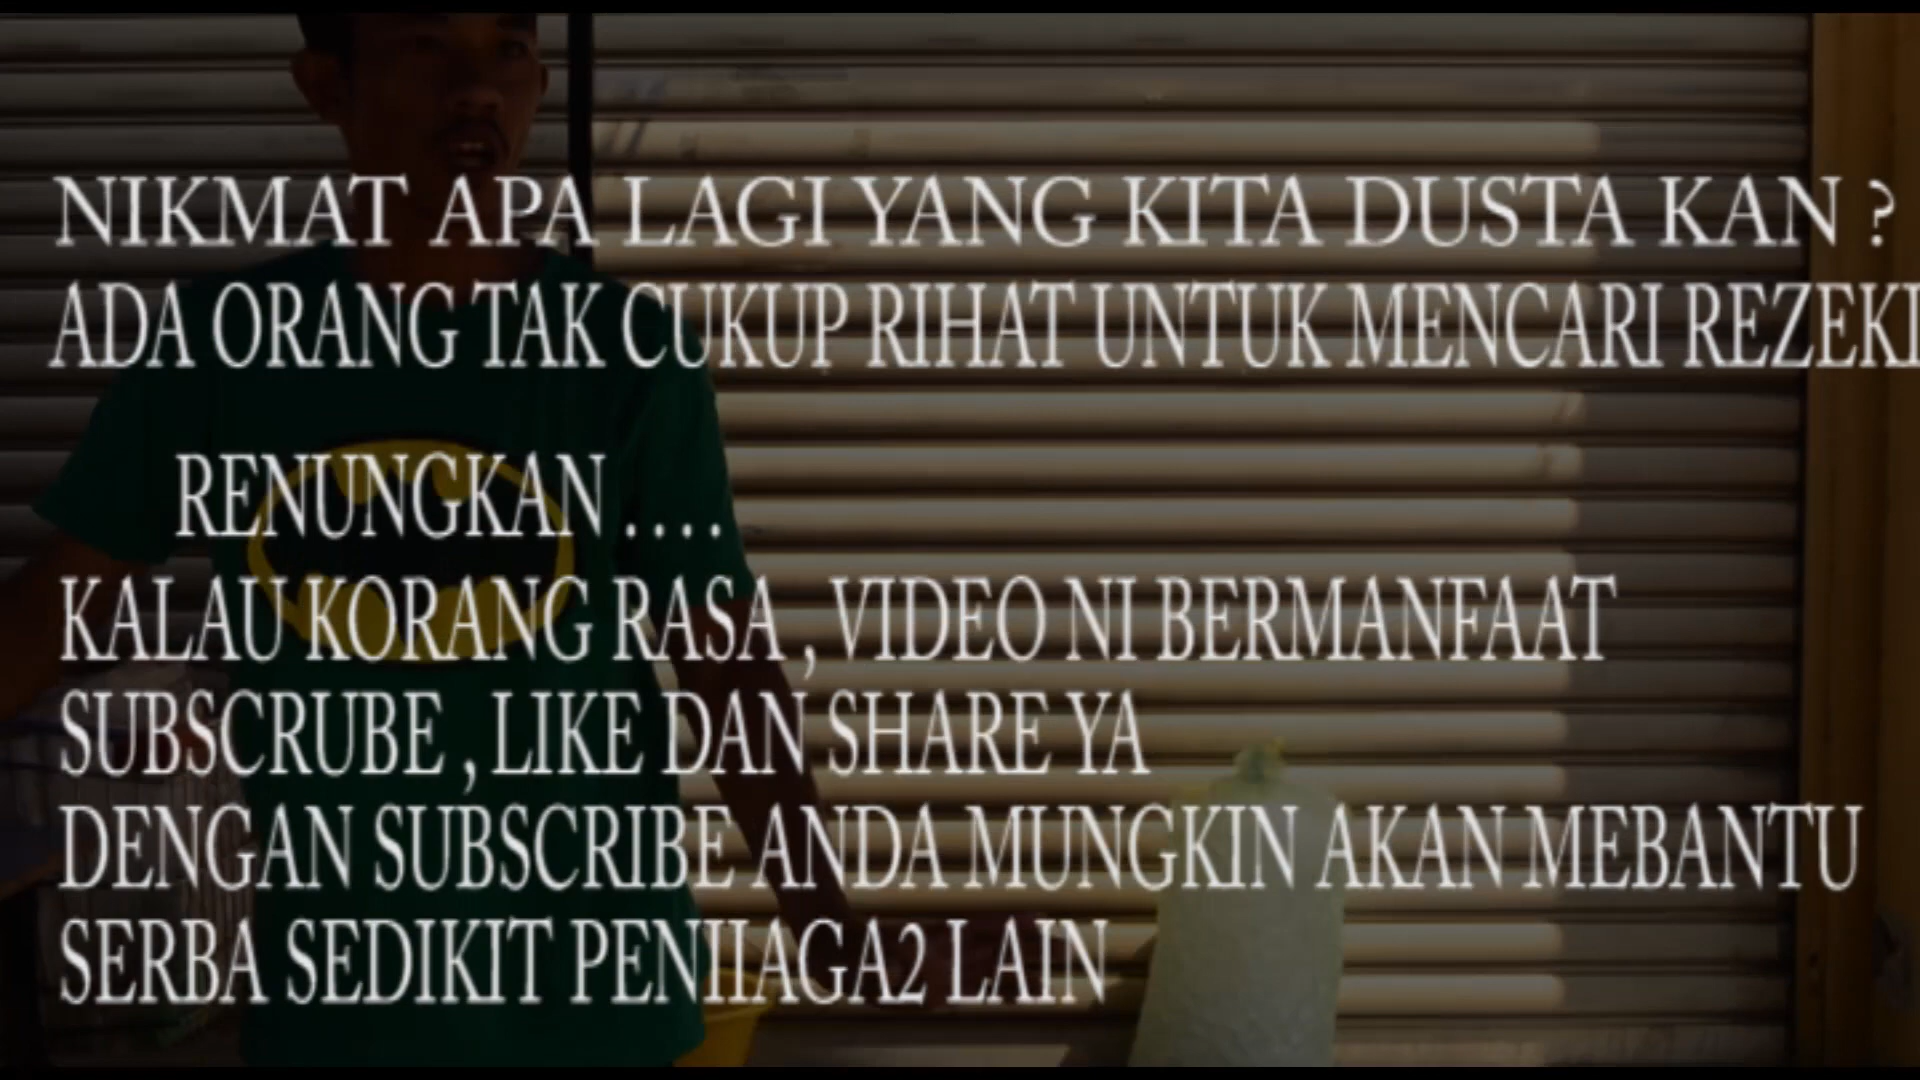 NIKMAT APA LAGI YANG KITA DUSTA KAN ?
ADA ORANG TAK CUKUP RIHAT UNTUK MENCARI REZEKI
RENUNGKAN . . . .
KALAU KORANG RASA , VIDEO NI BERMANFAAT
SUBSCRUBE , LIKE DAN SHARE YA
DENGAN SUBSCRIBE ANDA MUNGKIN AKAN MEBANTU
SERBA SEDIKIT PENIIAGA2 LAIN